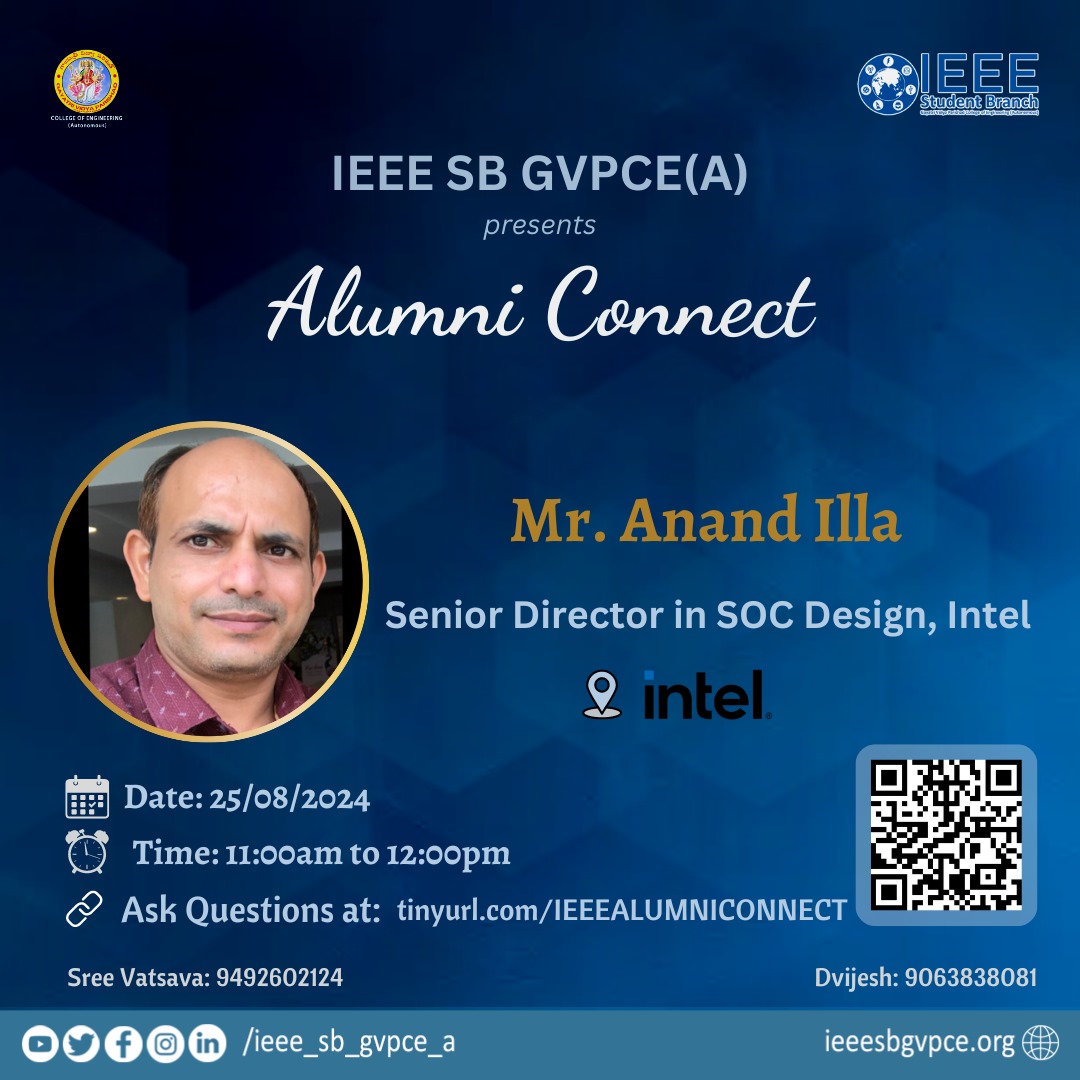 COLLEGE OF ENGINEERING
(Autonomous)
IEEE
Student Branch
IEEE SB GVPCE(A)
presents
Alumni Connect
Mr. Anand Illa
Senior Director in SOC Design, Intel
intel
Date: 25/08/2024
Time: 11:00am to 12:00pm
Ask Questions at: tinyurl.com/IEEEALUMNICONNECT
Sree Vatsava: 9492602124
Dvijesh: 9063838081
/ieee_sb_gvpce_a
ieeesbgvpce.org